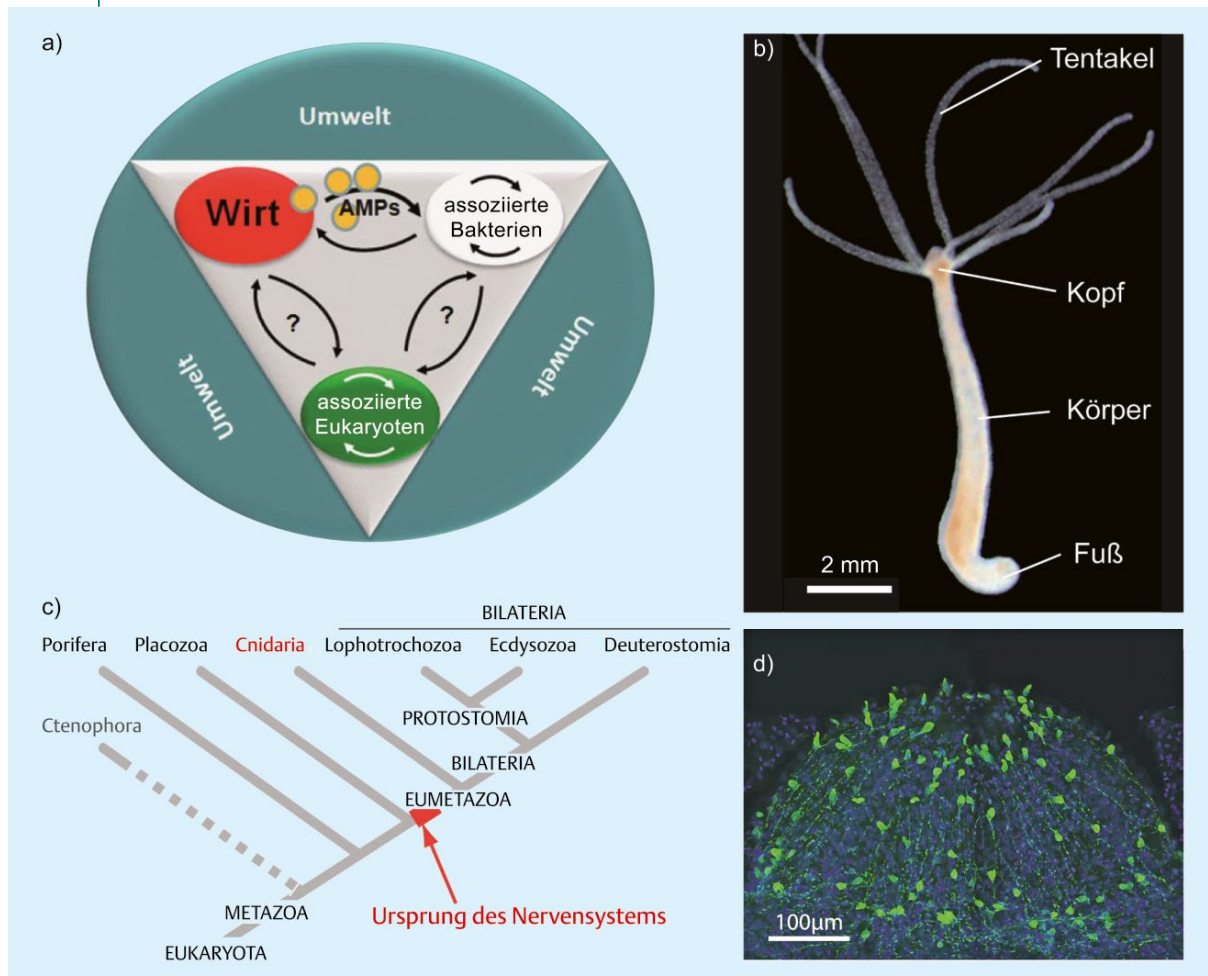 a)
Umwelt
Wirt
AMPs
assoziierte
Bakterien
?
?
Umwelt
Umwelt
assoziierte
Eukaryoten
b)
Tentakel
Kopf
Körper
Fuß
2 mm
c)
BILATERIA
Porifera Placozoa Cnidaria Lophotrochozoa Ecdysozoa Deuterostomia
Ctenophora
PROTOSTOMIA
BILATERIA
EUMETAZOA
METAZOA
Ursprung des Nervensystems
EUKARYOTA
d)
100µm